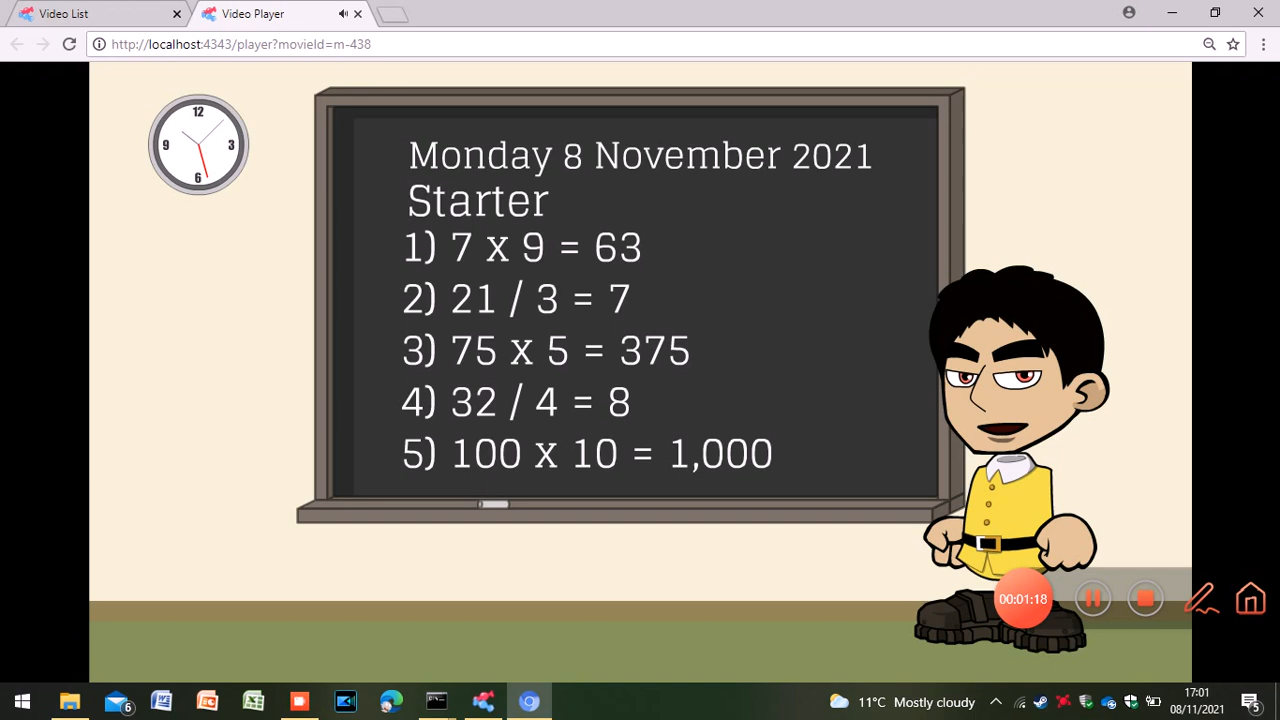 Video List
Video Player
http://localhost:4343/player?movieId=m-438
12
9
3
6
Monday 8 November 2021
Starter
1) 7 x 9 = 63
2) 21 / 3 = 7
3) 75 x 5 = 375
4) 32 / 4 = 8
5) 100 x 10 = 1,000
00:01:18
6
11°C Mostly cloudy
17:01
08/11/2021
5